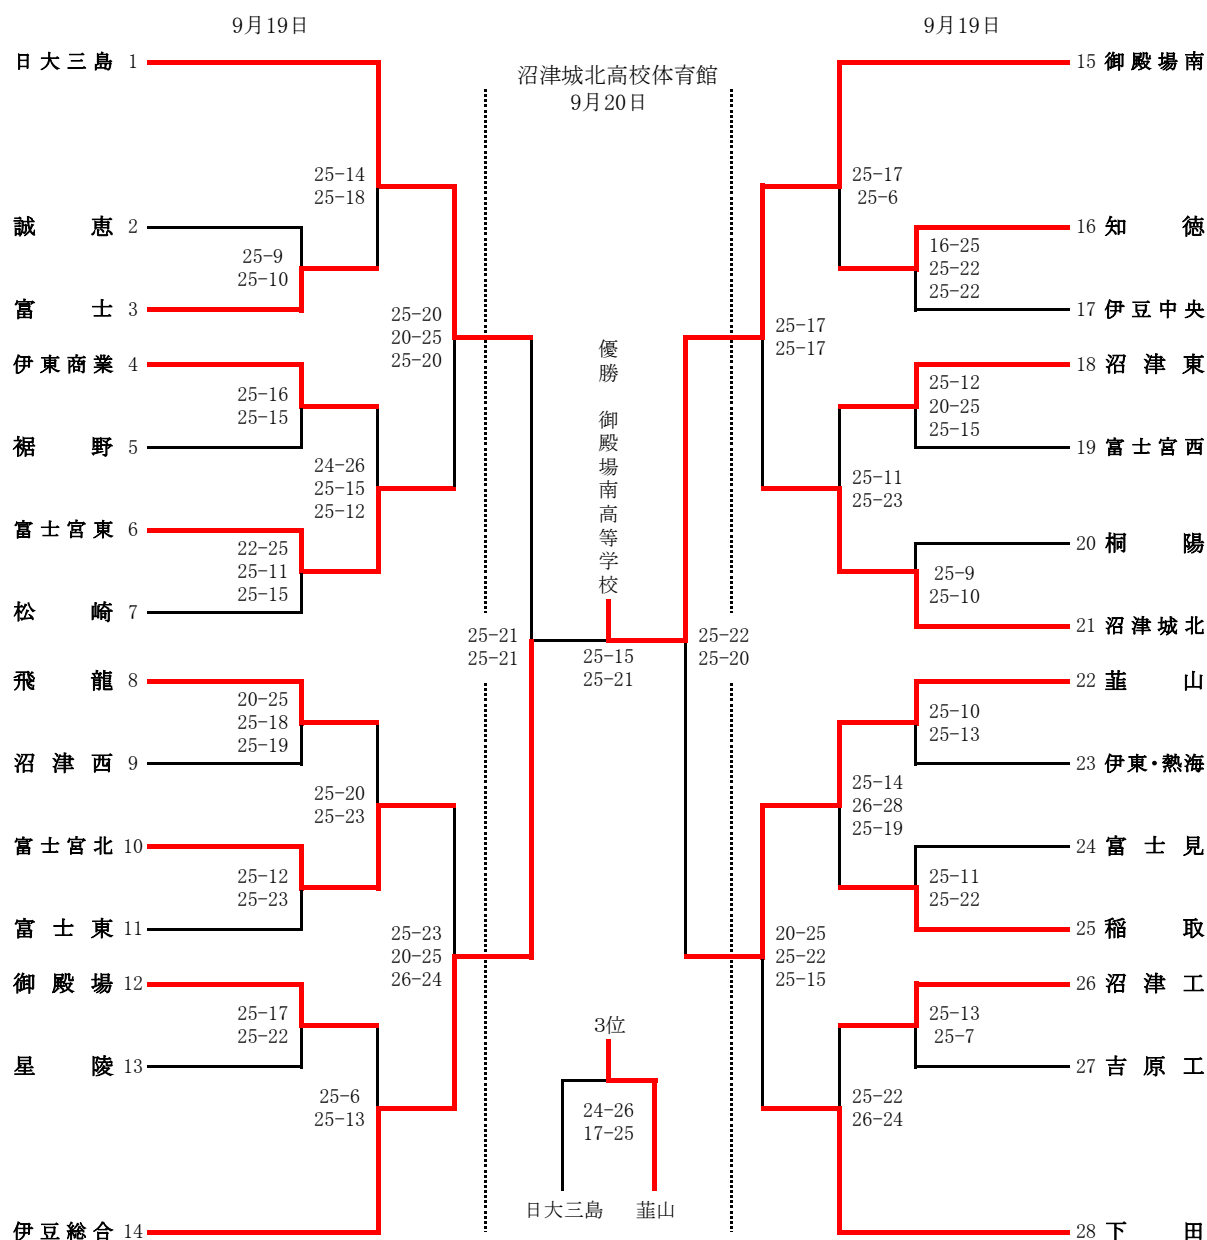 9月19日
9月19日
沼津城北高校体育館
9月20日
日大三島 1
25-14
25-18
誠恵 2
25-9
25-10
富士 3
25-20
20-25
25-20
伊東商業 4
25-16
25-15
裾野 5
24-26
25-15
25-12
富士宮東 6
22-25
25-11
25-15
松崎 7
25-21
25-21
飛龍 8
20-25
25-18
25-19
沼津西 9
25-20
25-23
富士宮北 10
25-12
25-23
富士東 11
25-23
20-25
26-24
御殿場 12
25-17
25-22
星陵 13
25-6
25-13
伊豆総合 14
優勝 御殿場南高等学校
25-15
25-21
3位
24-26
17-25
日大三島 韮山
15 御殿場南
25-17
25-6
16 知徳
16-25
25-22
25-22
17 伊豆中央
25-17
25-17
18 沼津東
25-12
20-25
25-15
19 富士宮西
25-11
25-23
20 桐陽
25-9
25-10
21 沼津城北
25-22
25-20
22 韮山
25-10
25-13
23 伊東・熱海
25-14
26-28
25-19
24 富士見
25-11
25-22
25 稲取
20-25
25-22
25-15
26 沼津工
25-13
25-7
27 吉原工
25-22
26-24
28 下田